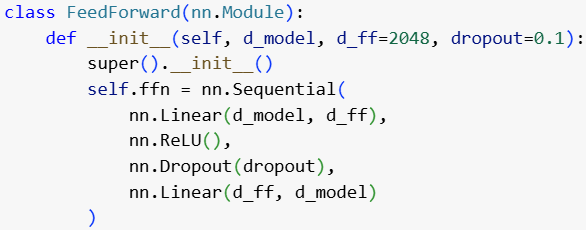 class FeedForward(nn.Module):
    def __init__(self, d_model, d_ff=2048, dropout=0.1):
        super().__init__()
        self.ffn = nn.Sequential(
            nn.Linear(d_model, d_ff),
            nn.ReLU(),
            nn.Dropout(dropout),
            nn.Linear(d_ff, d_model)
        )